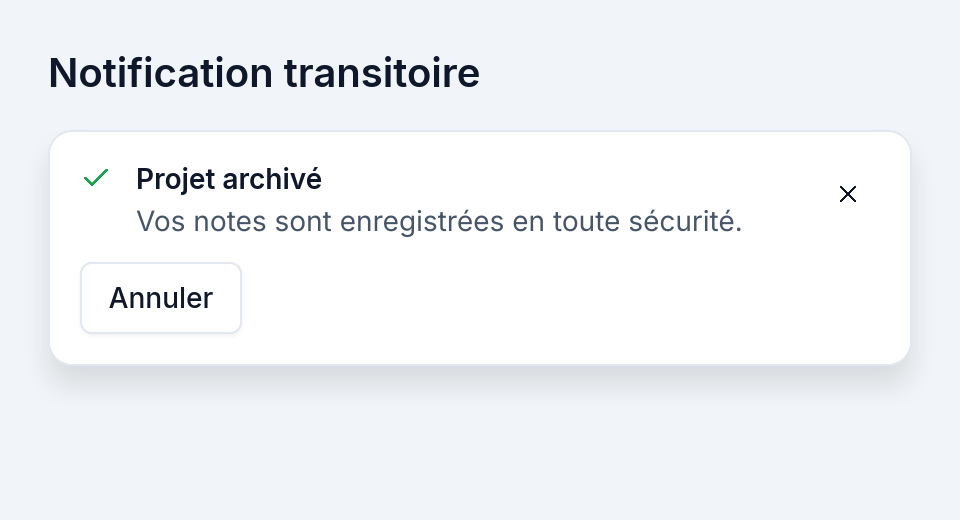 Notification transitoire
Projet archivé
Vos notes sont enregistrées en toute sécurité.
Annuler